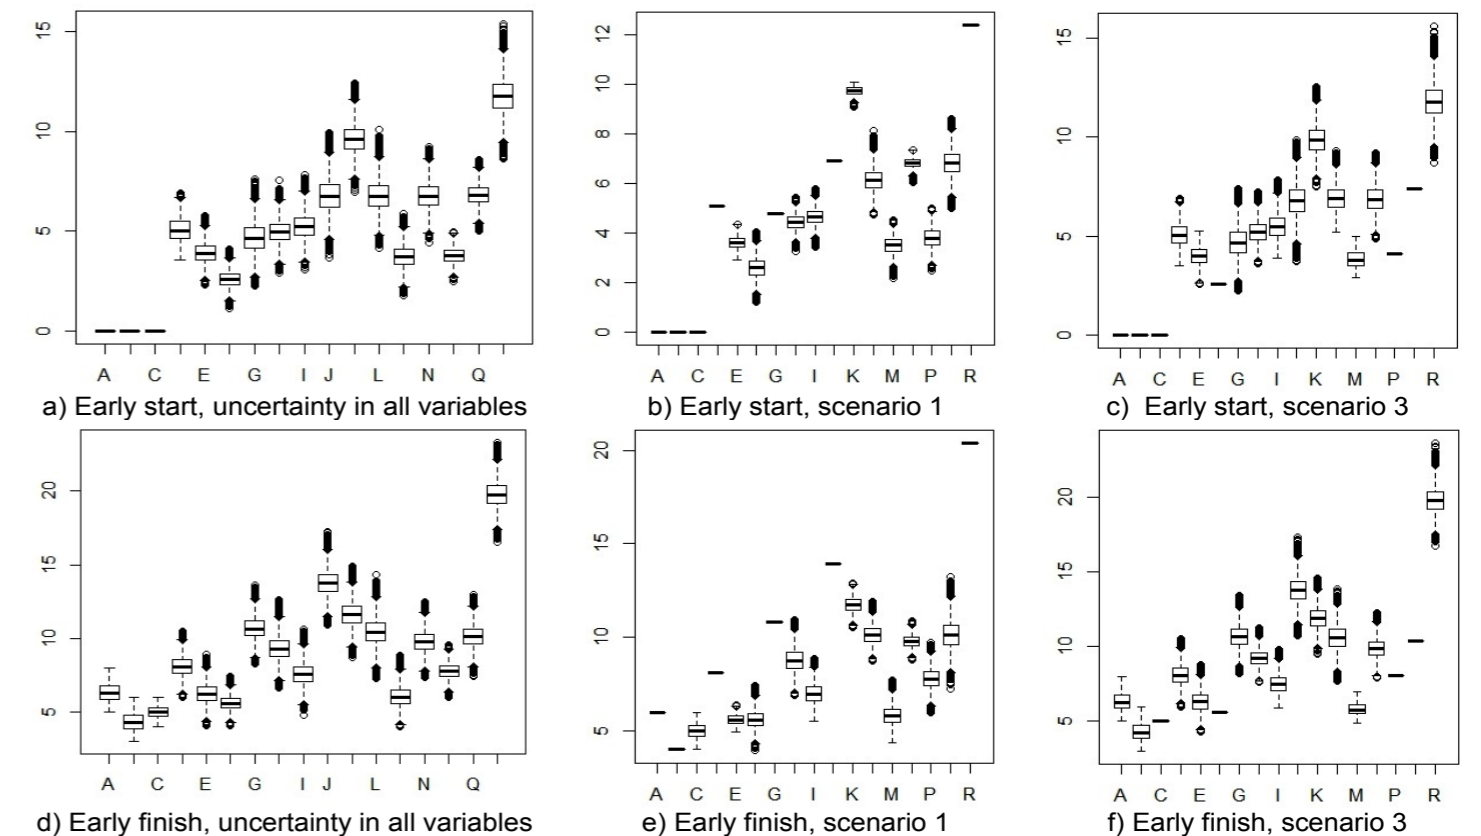 15
10
5
0
A C E G I J L N Q
a) Early start, uncertainty in all variables
12
10
8
6
4
2
0
A C E G I K M P R
b) Early start, scenario 1
15
10
5
0
A C E G I K M P R
c) Early start, scenario 3
20
15
10
5
A C E G I J L N Q
d) Early finish, uncertainty in all variables
20
15
10
5
A C E G I K M P R
e) Early finish, scenario 1
20
15
10
5
A C E G I K M P R
f) Early finish, scenario 3